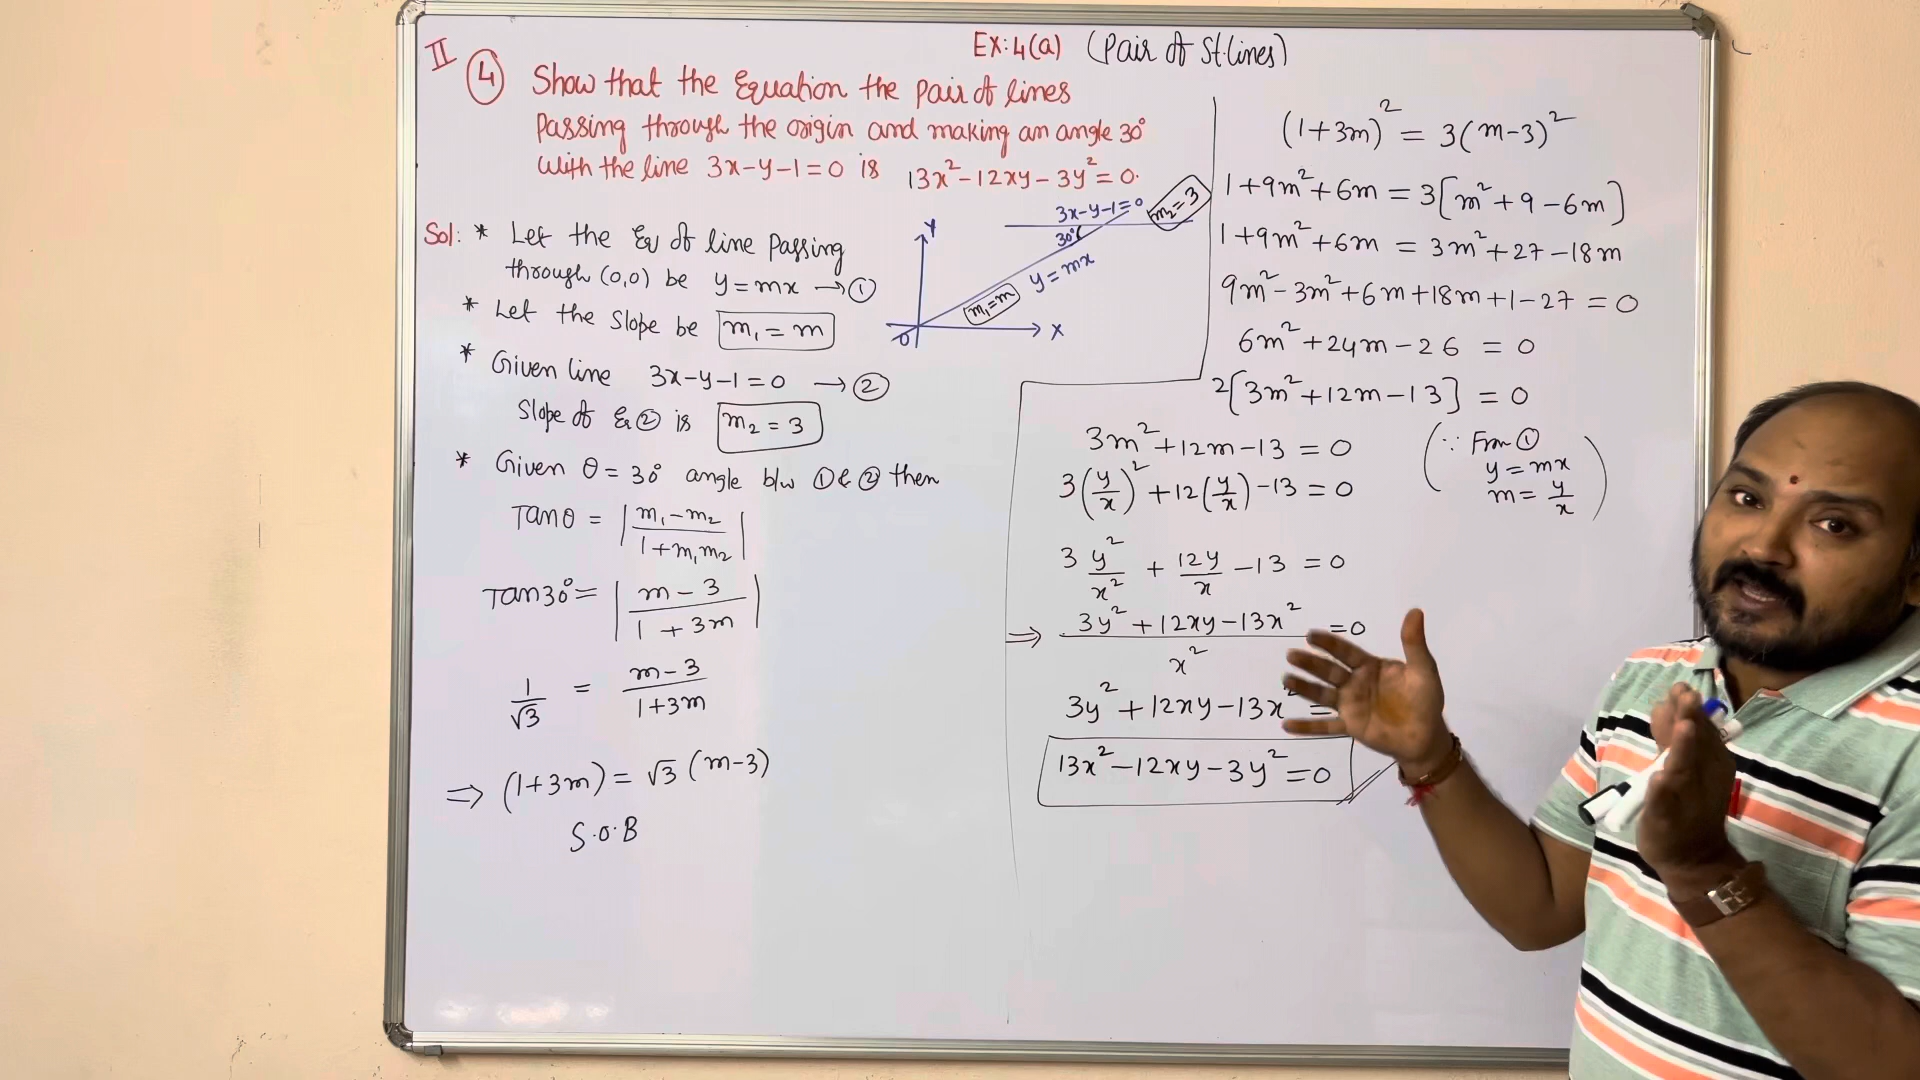 Ex: 4(a) (Pair of St. Lines)
II
④ Show that the Equation the pair of lines
passing through the origin and making an angle 30°
with the line 3x-y-1=0 is 13x²-12xy-3y²=0.
Sol: * Let the Eq of line passing
through (0,0) be y=mx → ①
* Let the slope be m₁ = m
* Given line 3x-y-1=0 → ②
Slope of Eq ② is m₂ = 3
* Given θ = 30° angle b/w ① & ② then
Tanθ = |(m₁-m₂)/(1+m₁m₂)|
Tan30° = |(m-3)/(1+3m)|
1/√3 = (m-3)/(1+3m)
⇒ (1+3m) = √3 (m-3)
S.O.B
Y
3x-y-1=0
m₂=3
30°
y=mx
m₁=m
X
O
(1+3m)² = 3(m-3)²
1+9m²+6m = 3[m²+9-6m]
1+9m²+6m = 3m²+27-18m
9m²-3m²+6m+18m+1-27 = 0
6m²+24m-26 = 0
2[3m²+12m-13] = 0
3m²+12m-13 = 0
(∵ From ①
y=mx
m=y/x)
3(y/x)²+12(y/x)-13 = 0
3y²/x² + 12y/x -13 = 0
⇒ (3y²+12xy-13x²)/x² = 0
3y²+12xy-13x² =
13x²-12xy-3y²=0